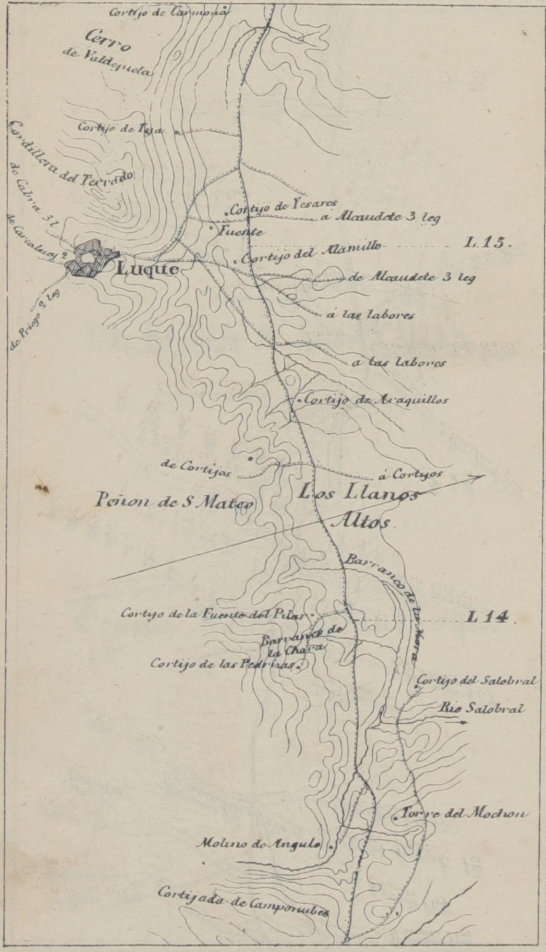 Cortijo de Carmona
Cerro
de Valdepuela
Cortijo de Teja
Cordillera del Terrado
de Cabra 3 l
de Carcabuey 2
de Priego 2 leg
Luque
Cortijo de Yesares
á Alcaudete 3 leg
Fuente
Cortijo del Alamillo
L 15.
de Alcaudete 3 leg
á las labores
á las labores
Cortijo de Araquillos
de Cortijos
á Cortijos
Peñon de S. Mateo
Los Llanos
Altos.
Barranco de la
Cortijo de la Fuente del Pilar
L 14
Barranco de
la Chara
Cortijo de las Pedrizas
Cortijo del Salobral
Rio Salobral
Torre del Mochon
Molino de Angulo
Cortijada de Camponubes